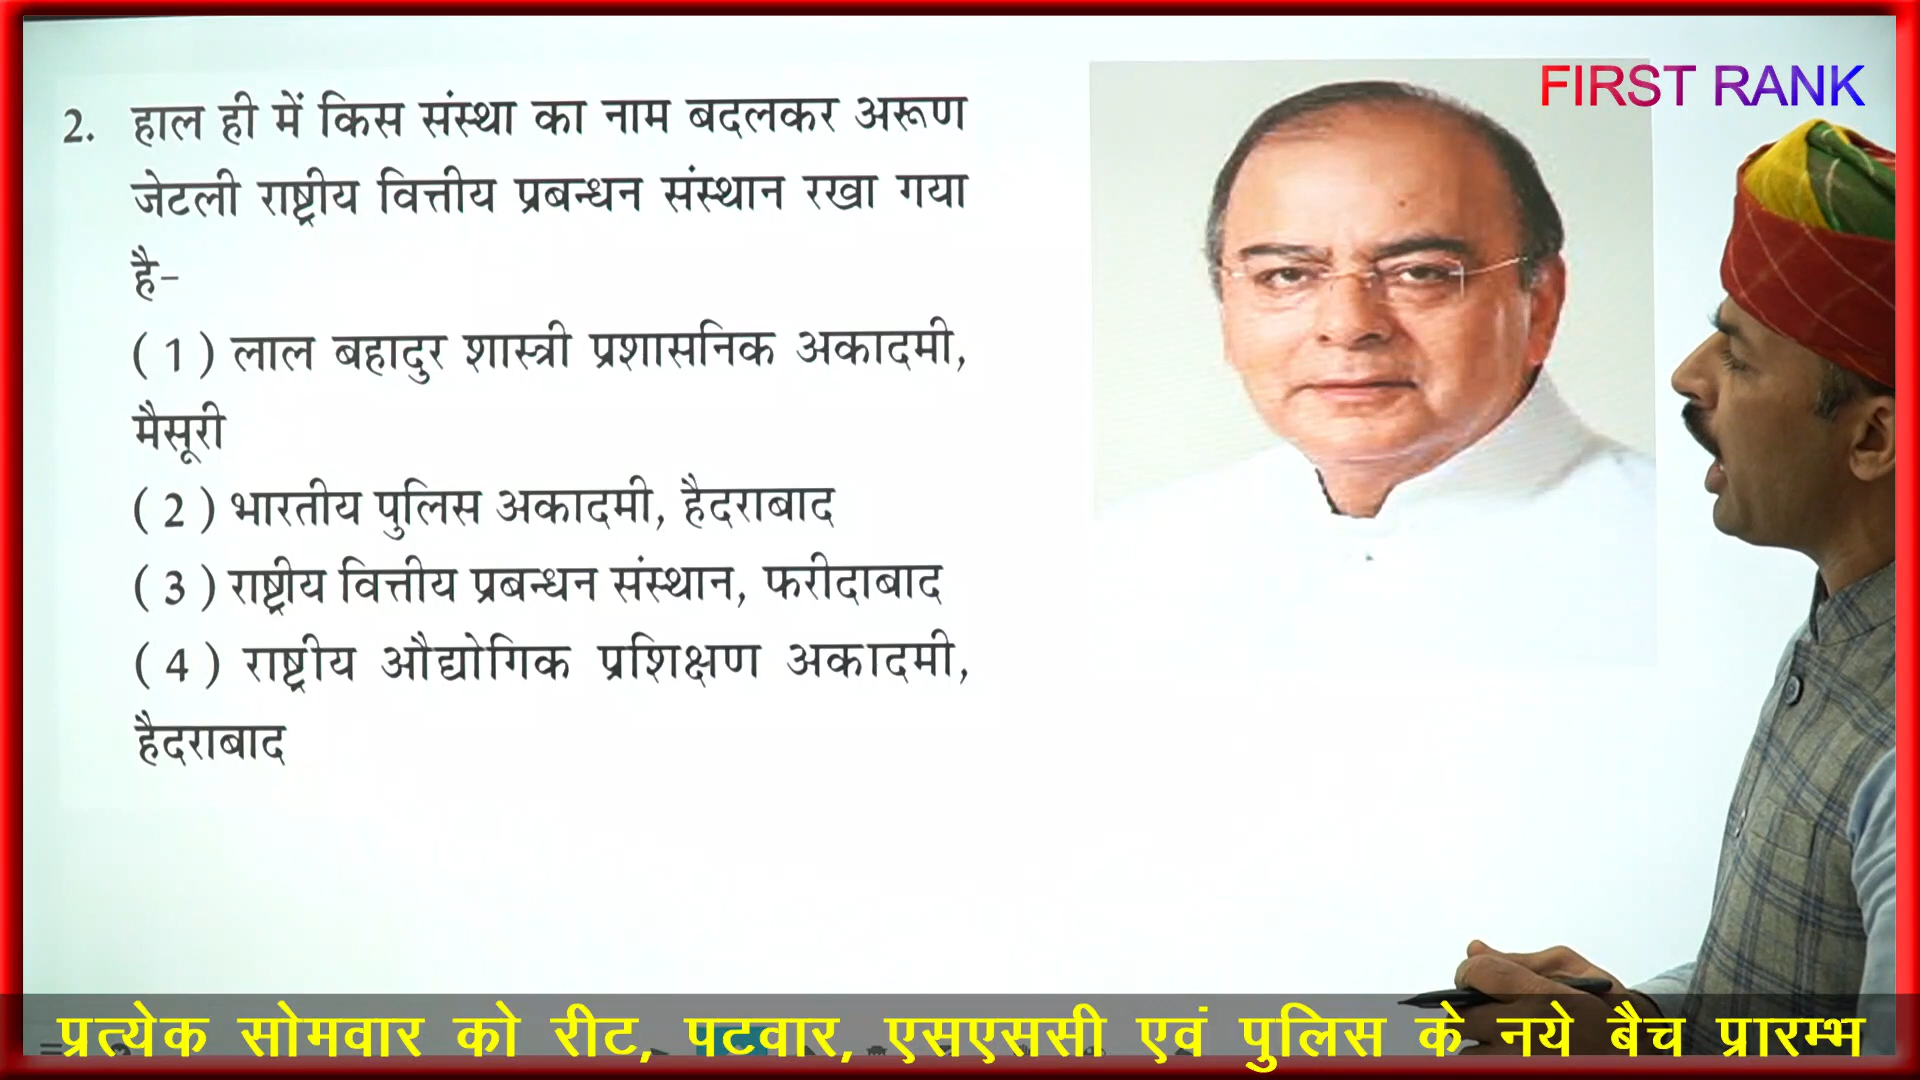 FIRST RANK
2. हाल ही में किस संस्था का नाम बदलकर अरूण
जेटली राष्ट्रीय वित्तीय प्रबन्धन संस्थान रखा गया
है-
( 1 ) लाल बहादुर शास्त्री प्रशासनिक अकादमी,
मैसूरी
( 2 ) भारतीय पुलिस अकादमी, हैदराबाद
( 3 ) राष्ट्रीय वित्तीय प्रबन्धन संस्थान, फरीदाबाद
( 4 ) राष्ट्रीय औद्योगिक प्रशिक्षण अकादमी,
हैदराबाद
प्रत्येक सोमवार को रीट, पटवार, एसएससी एवं पुलिस के नये बैच प्रारम्भ